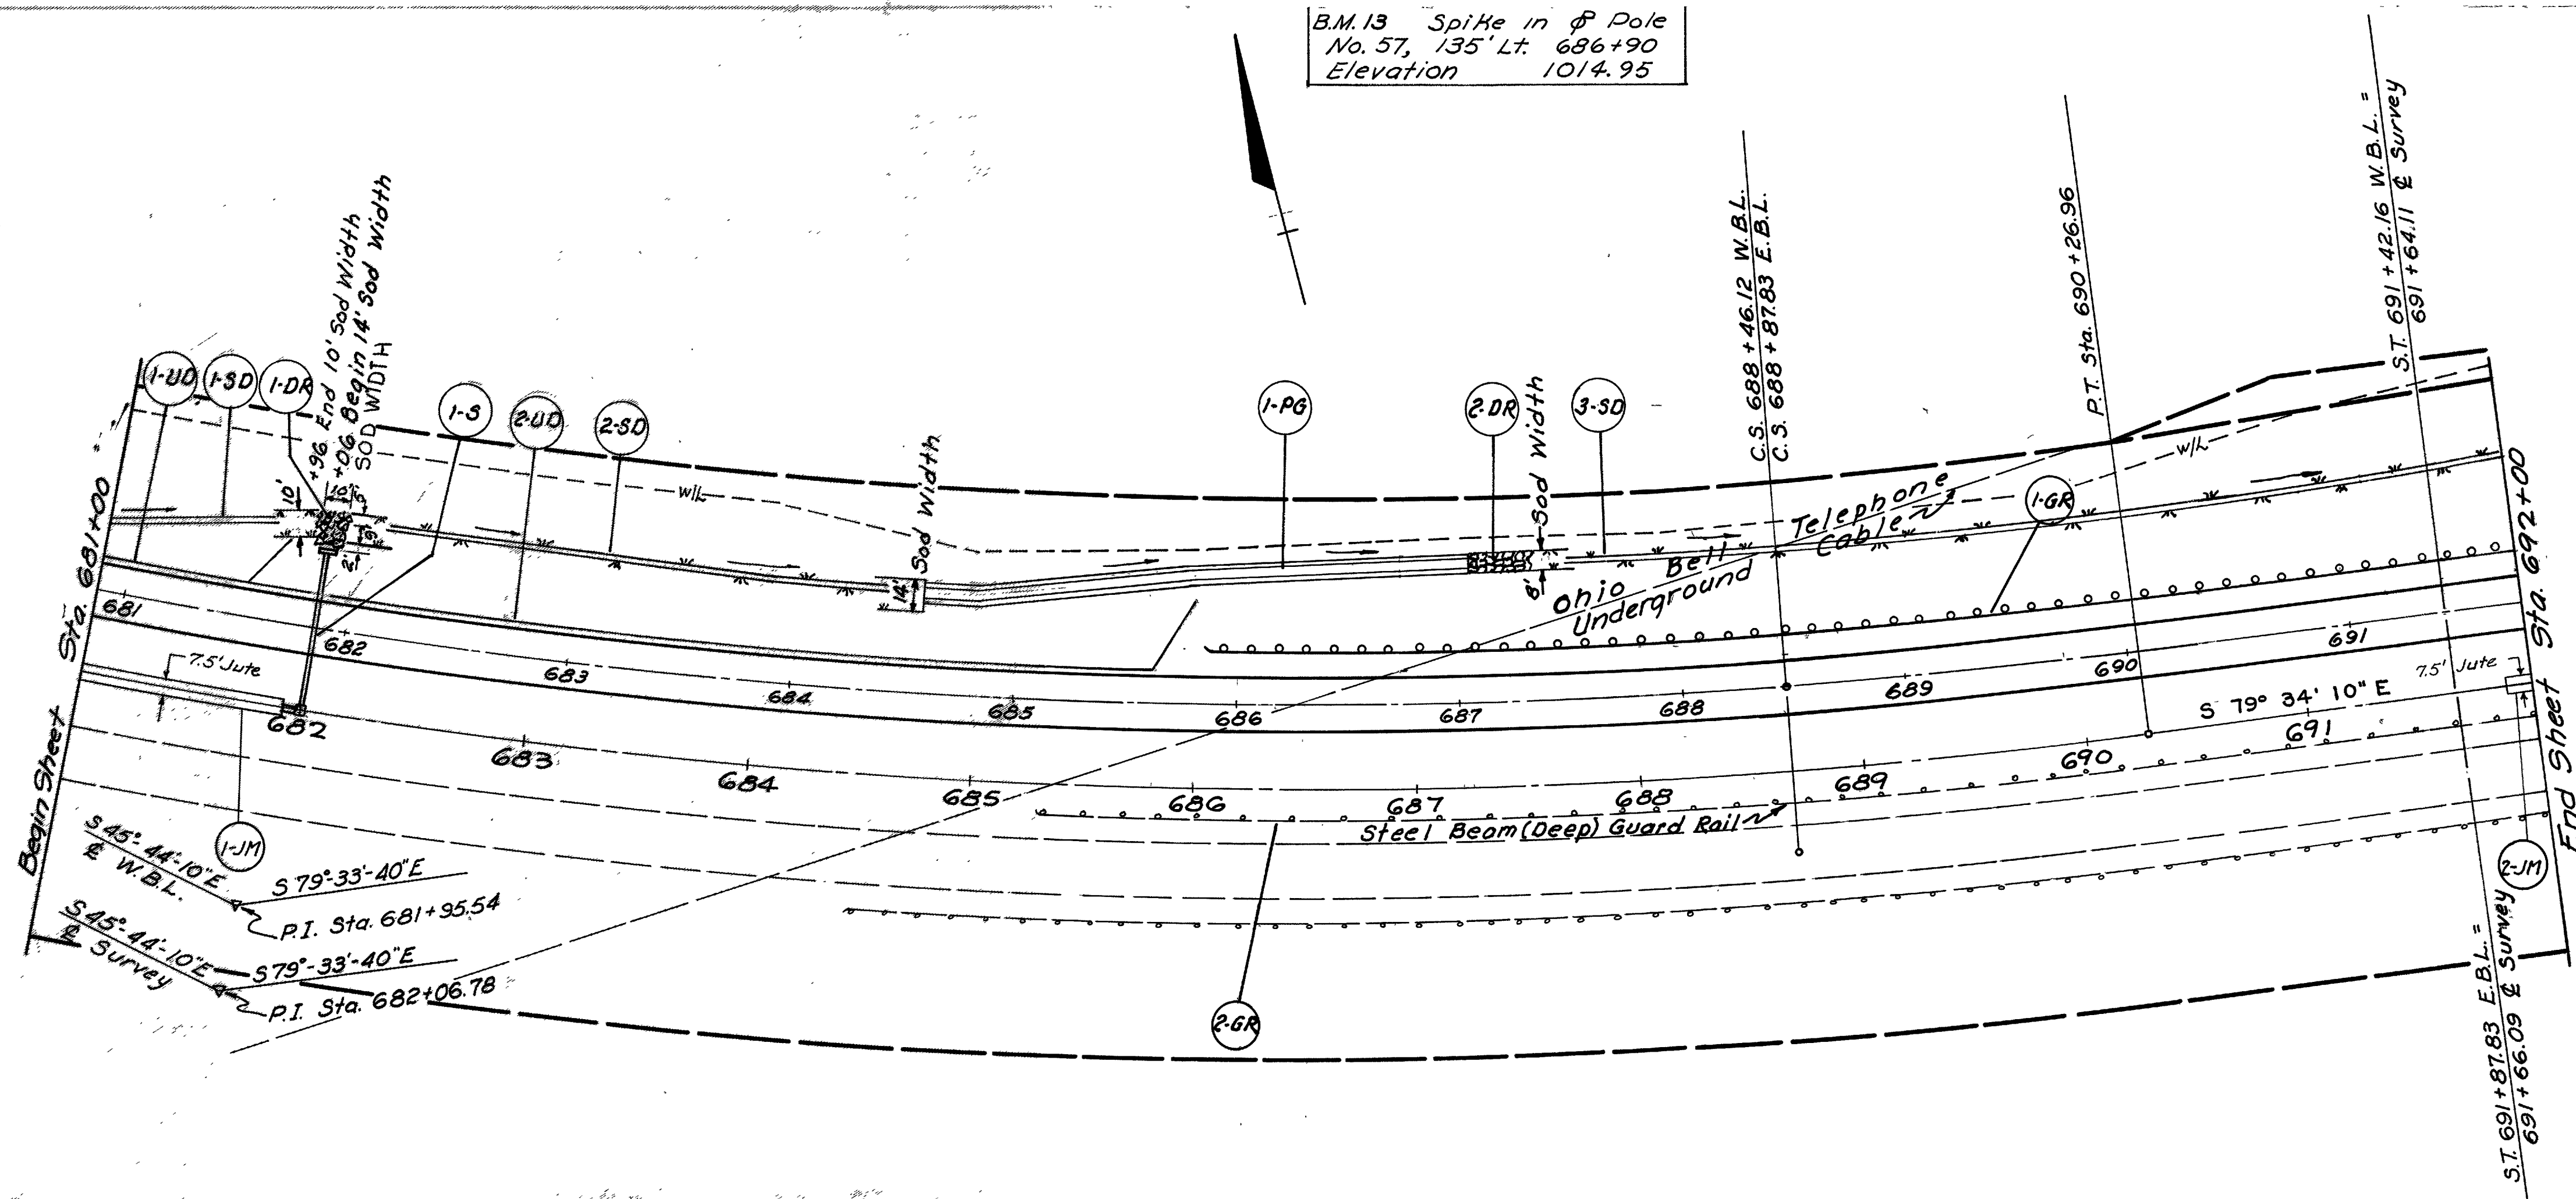 B.M. 13 Spike in ⅊ Pole
No. 57, 135' Lt. 686+90
Elevation 1014.95
+96 End 10' Sod Width
+06 Begin 14' Sod Width
SOD WIDTH
1-UD
1-SD
1-DR
1-S
2-UD
2-SD
1-PG
2-DR
3-SD
1-GR
Sod Width
14'
Sod Width
8'
10'
10'
5'
9'
2'
W/L
W/L
C.S. 688+46.12 W.B.L.
C.S. 688+87.83 E.B.L.
P.T. Sta. 690+26.96
S.T. 691+42.16 W.B.L. =
691+64.11 ℄ Survey
Ohio Bell Telephone
Underground Cable
Begin Sheet Sta. 681+00
End Sheet Sta. 692+00
681
682
683
684
685
686
687
688
689
690
691
7.5' Jute
7.5' Jute
S 79° 34' 10" E
682
683
684
685
686
687
688
689
690
691
Steel Beam (Deep) Guard Rail
1-JM
2-JM
2-GR
S 45°-44'-10" E
℄ W.B.L.
S 79°-33'-40" E
P.I. Sta. 681+95.54
S 45°-44'-10" E
℄ Survey
S 79°-33'-40" E
P.I. Sta. 682+06.78
S.T. 691+87.83 E.B.L. =
691+66.09 ℄ Survey